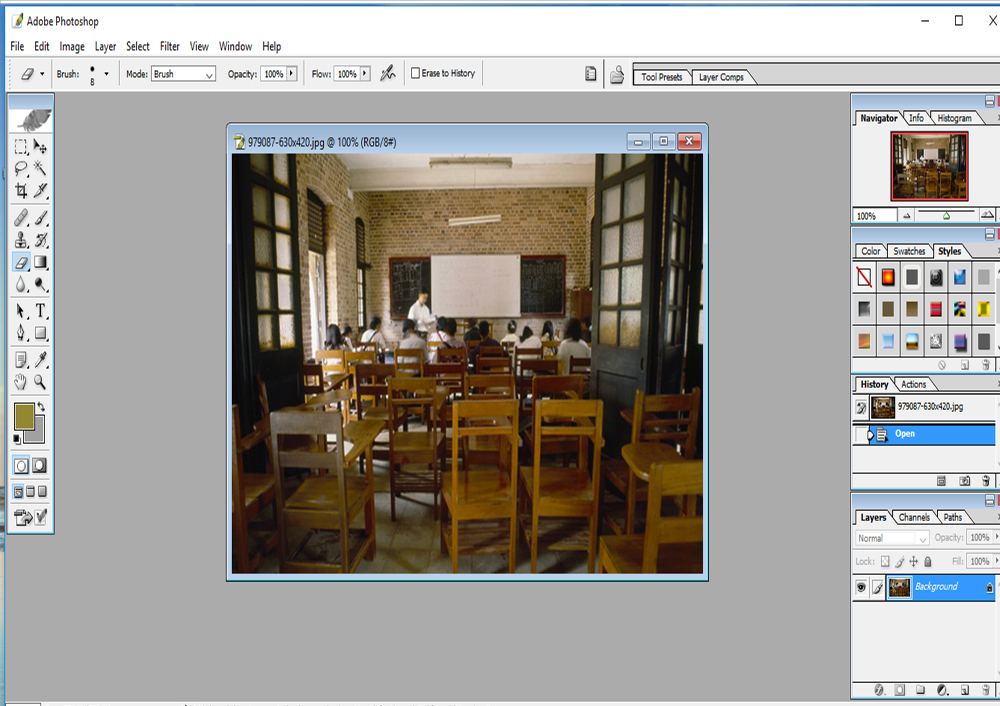 Adobe Photoshop
File Edit Image Layer Select Filter View Window Help
Brush: 8 Mode: Brush Opacity: 100% Flow: 100% Erase to History Tool Presets Layer Comps
979087-630x420.jpg @ 100% (RGB/8#)
Navigator Info Histogram
100%
Color Swatches Styles
History Actions
979087-630x420.jpg
Open
Layers Channels Paths
Normal Opacity: 100%
Lock: Fill: 100%
Background
T